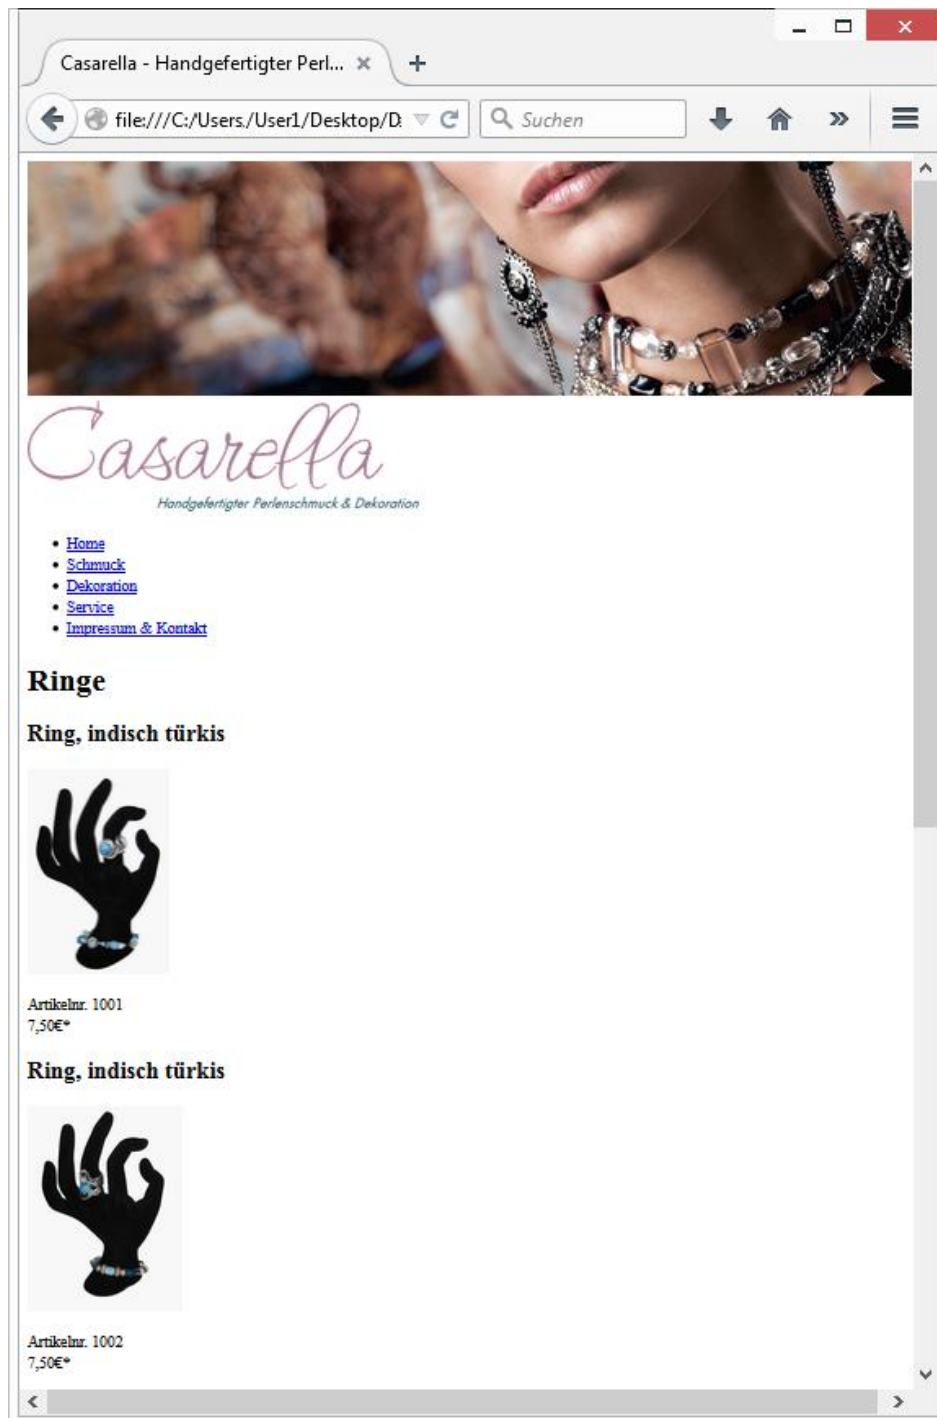 Casarella - Handgefertigter Perl...
file:///C:/Users./User1/Desktop/D:
Suchen
Casarella
Handgefertigter Perlenschmuck & Dekoration
Home
Schmuck
Dekoration
Service
Impressum & Kontakt
Ringe
Ring, indisch türkis
Artikelnr. 1001
7,50€*
Ring, indisch türkis
Artikelnr. 1002
7,50€*